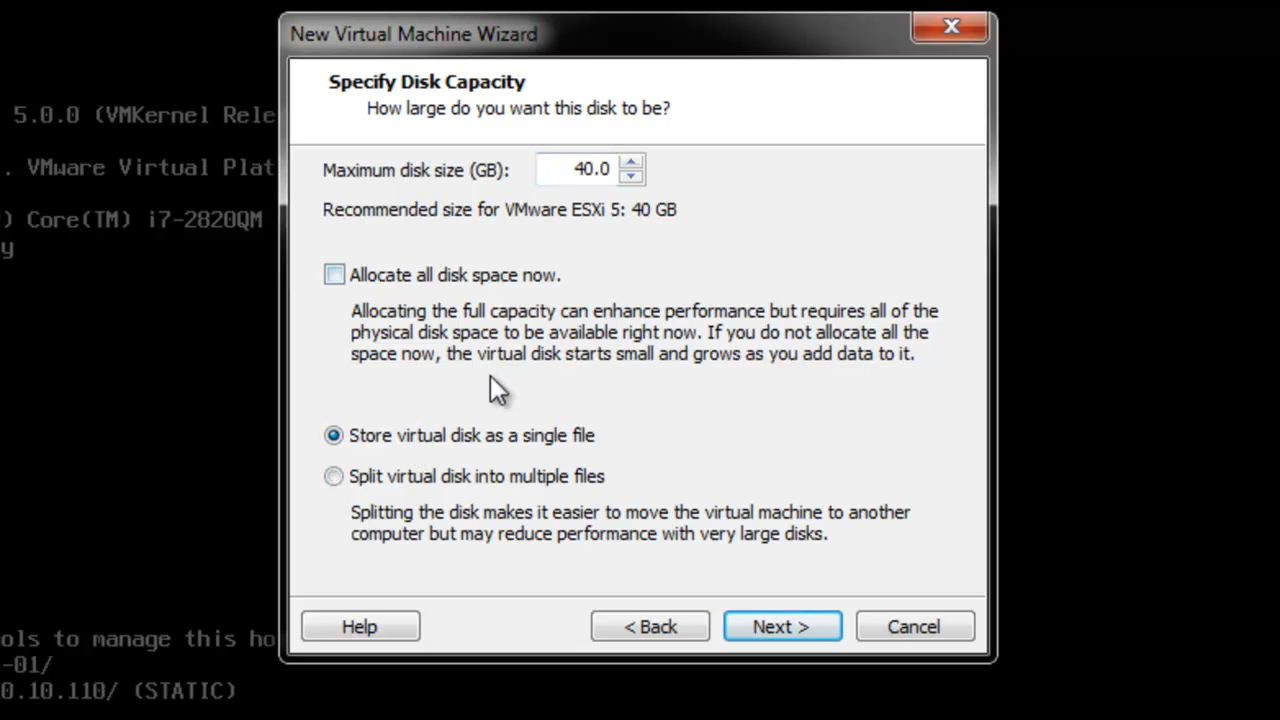 New Virtual Machine Wizard
Specify Disk Capacity
How large do you want this disk to be?
5.0.0 (VMKernel Rele
. VMware Virtual Plat
) Core(TM) i7-2820QM
y
Maximum disk size (GB): 40.0
Recommended size for VMware ESXi 5: 40 GB
Allocate all disk space now.
Allocating the full capacity can enhance performance but requires all of the
physical disk space to be available right now. If you do not allocate all the
space now, the virtual disk starts small and grows as you add data to it.
Store virtual disk as a single file
Split virtual disk into multiple files
Splitting the disk makes it easier to move the virtual machine to another
computer but may reduce performance with very large disks.
Help < Back Next > Cancel
ols to manage this ho
-01/
0.10.110/ (STATIC)